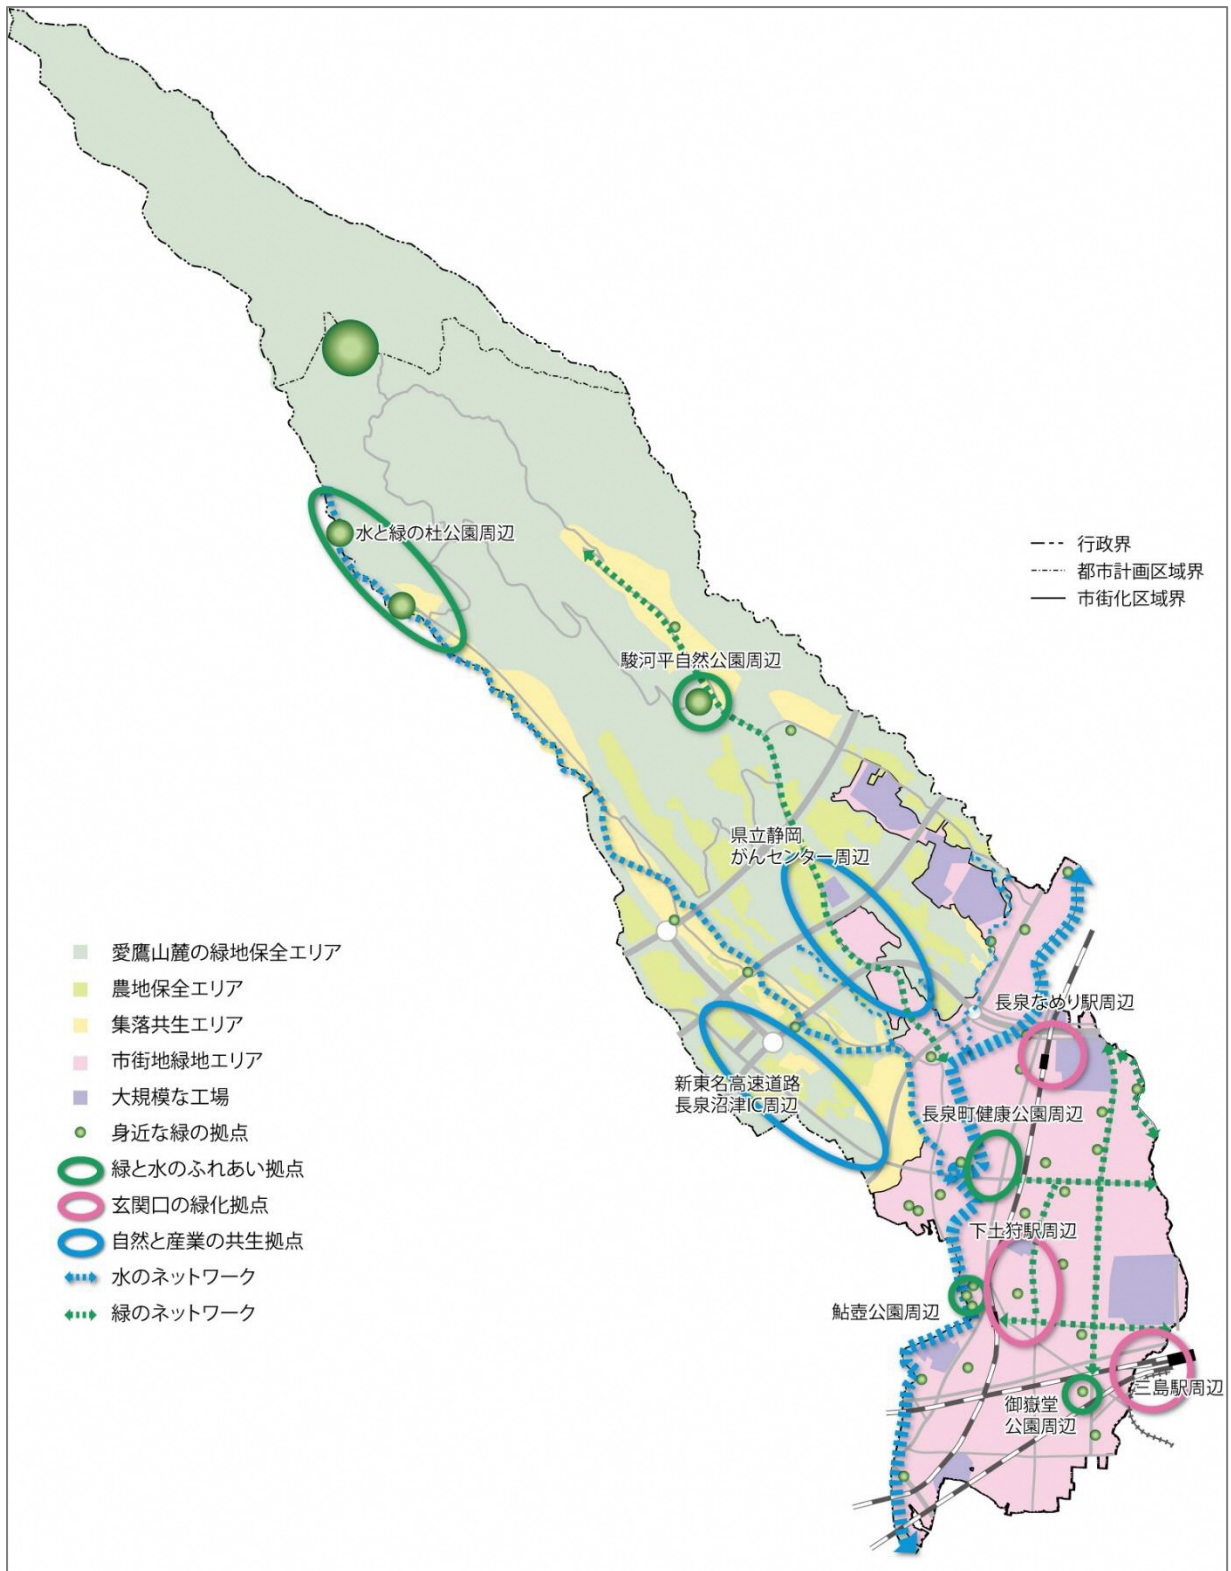 水と緑の杜公園周辺
行政界
都市計画区域界
市街化区域界
駿河平自然公園周辺
県立静岡
がんセンター周辺
愛鷹山麓の緑地保全エリア
農地保全エリア
集落共生エリア
市街地緑地エリア
大規模な工場
身近な緑の拠点
緑と水のふれあい拠点
玄関口の緑化拠点
自然と産業の共生拠点
水のネットワーク
緑のネットワーク
長泉なめり駅周辺
新東名高速道路
長泉沼津IC周辺
長泉町健康公園周辺
下土狩駅周辺
鮎壺公園周辺
三島駅周辺
御嶽堂
公園周辺